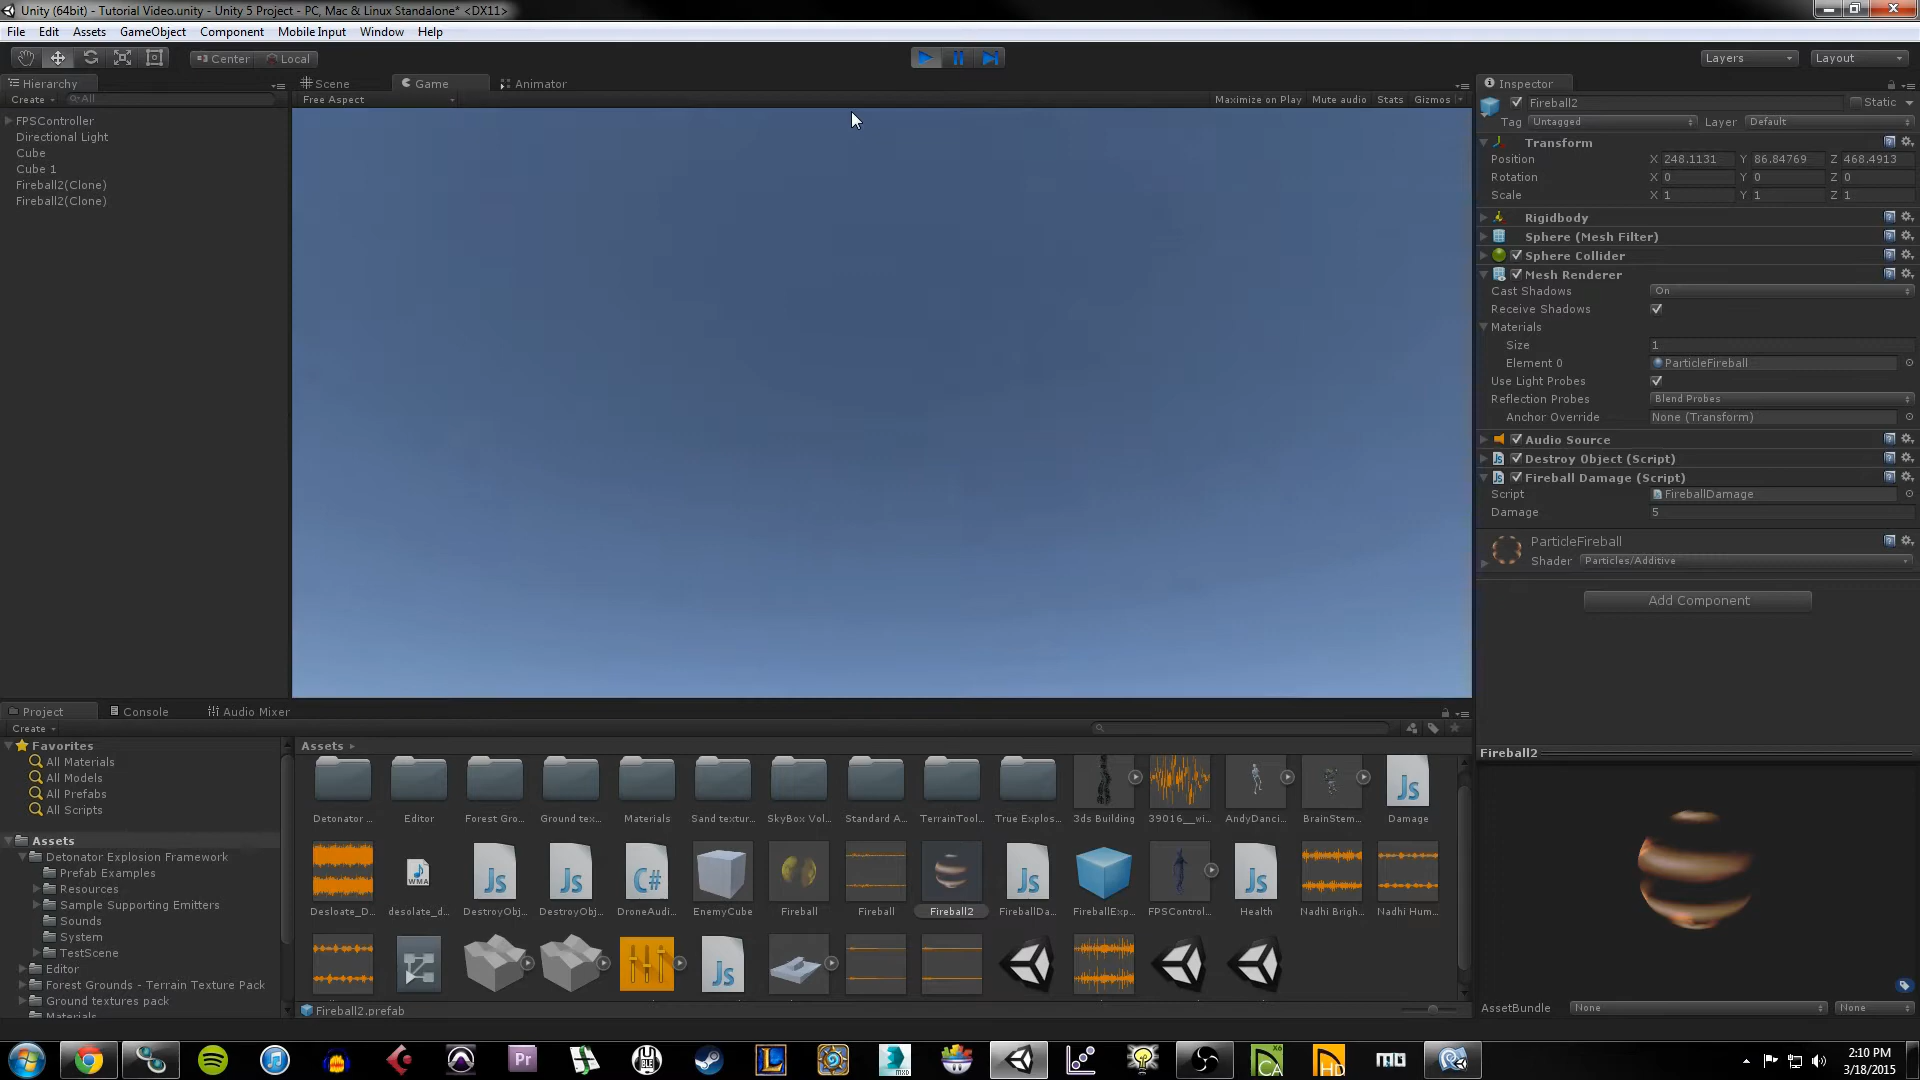 Unity (64bit) - Tutorial Video.unity - Unity 5 Project - PC, Mac & Linux Standalone* <DX11>
File Edit Assets GameObject Component Mobile Input Window Help
Center Local Layers Layout
Hierarchy Scene Game Animator Inspector
Create All Free Aspect Maximize on Play Mute audio Stats Gizmos
Fireball2 Static
Tag Untagged Layer Default
FPSController
Directional Light
Cube
Cube 1
Fireball2(Clone)
Fireball2(Clone)
Transform
Position X 248.1131 Y 86.84769 Z 468.4913
Rotation X 0 Y 0 Z 0
Scale X 1 Y 1 Z 1
Rigidbody
Sphere (Mesh Filter)
Sphere Collider
Mesh Renderer
Cast Shadows On
Receive Shadows
Materials
Size 1
Element 0 ParticleFireball
Use Light Probes
Reflection Probes Blend Probes
Anchor Override None (Transform)
Audio Source
Destroy Object (Script)
Fireball Damage (Script)
Script FireballDamage
Damage 5
ParticleFireball
Shader Particles/Additive
Add Component
Project Console Audio Mixer
Create
Favorites
All Materials
All Models
All Prefabs
All Scripts
Assets
Detonator Explosion Framework
Prefab Examples
Resources
Sample Supporting Emitters
Sounds
System
TestScene
Editor
Forest Grounds - Terrain Texture Pack
Ground textures pack
Materials
Assets
Detonator ... Editor Forest Gro... Ground tex... Materials Sand textur... SkyBox Vol... Standard A... TerrainTool... True Explos... 3ds Building 39016__wi... AndyDanci... BrainStem... Damage
Desloate_D... desolate_d... DestroyObj... DestroyObj... DroneAudi... EnemyCube Fireball Fireball Fireball2 FireballDa... FireballExp... FPSControl... Health Nadhi Brigh... Nadhi Hum...
Fireball2.prefab
Fireball2
AssetBundle None None
2:10 PM
3/18/2015